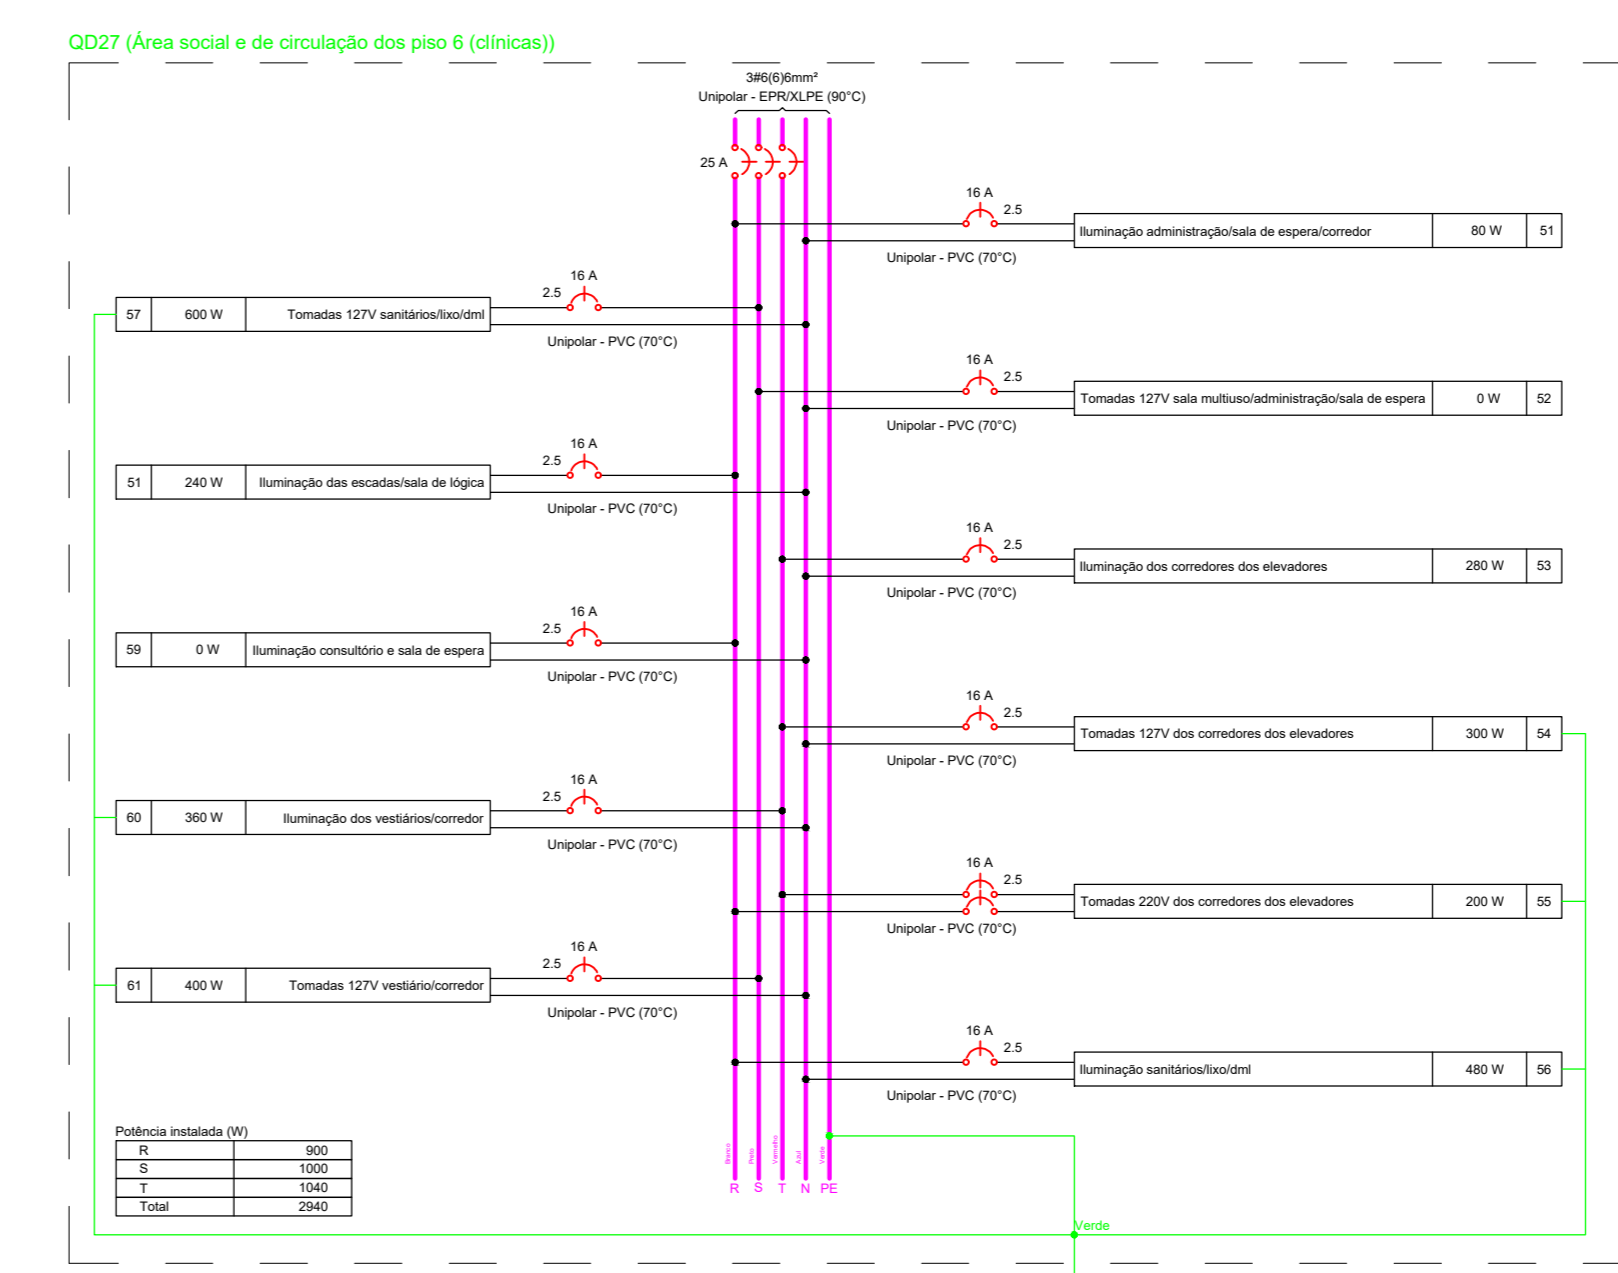 QD27 (Área social e de circulação dos piso 6 (clínicas))
3#6(6)6mm²
Unipolar - EPR/XLPE (90°C)
25 A
16 A
2.5
Iluminação administração/sala de espera/corredor 80 W 51
Unipolar - PVC (70°C)
16 A
2.5
57 600 W Tomadas 127V sanitários/lixo/dml
Unipolar - PVC (70°C)
16 A
2.5
Tomadas 127V sala multiuso/administração/sala de espera 0 W 52
Unipolar - PVC (70°C)
16 A
2.5
51 240 W Iluminação das escadas/sala de lógica
Unipolar - PVC (70°C)
16 A
2.5
Iluminação dos corredores dos elevadores 280 W 53
Unipolar - PVC (70°C)
16 A
2.5
59 0 W Iluminação consultório e sala de espera
Unipolar - PVC (70°C)
16 A
2.5
Tomadas 127V dos corredores dos elevadores 300 W 54
Unipolar - PVC (70°C)
16 A
2.5
60 360 W Iluminação dos vestiários/corredor
Unipolar - PVC (70°C)
16 A
2.5
Tomadas 220V dos corredores dos elevadores 200 W 55
Unipolar - PVC (70°C)
16 A
2.5
61 400 W Tomadas 127V vestiário/corredor
Unipolar - PVC (70°C)
16 A
2.5
Iluminação sanitários/lixo/dml 480 W 56
Unipolar - PVC (70°C)
Potência instalada (W)
R 900
S 1000
T 1040
Total 2940
Branco Preto Vermelho Azul Verde
R S T N PE
Verde